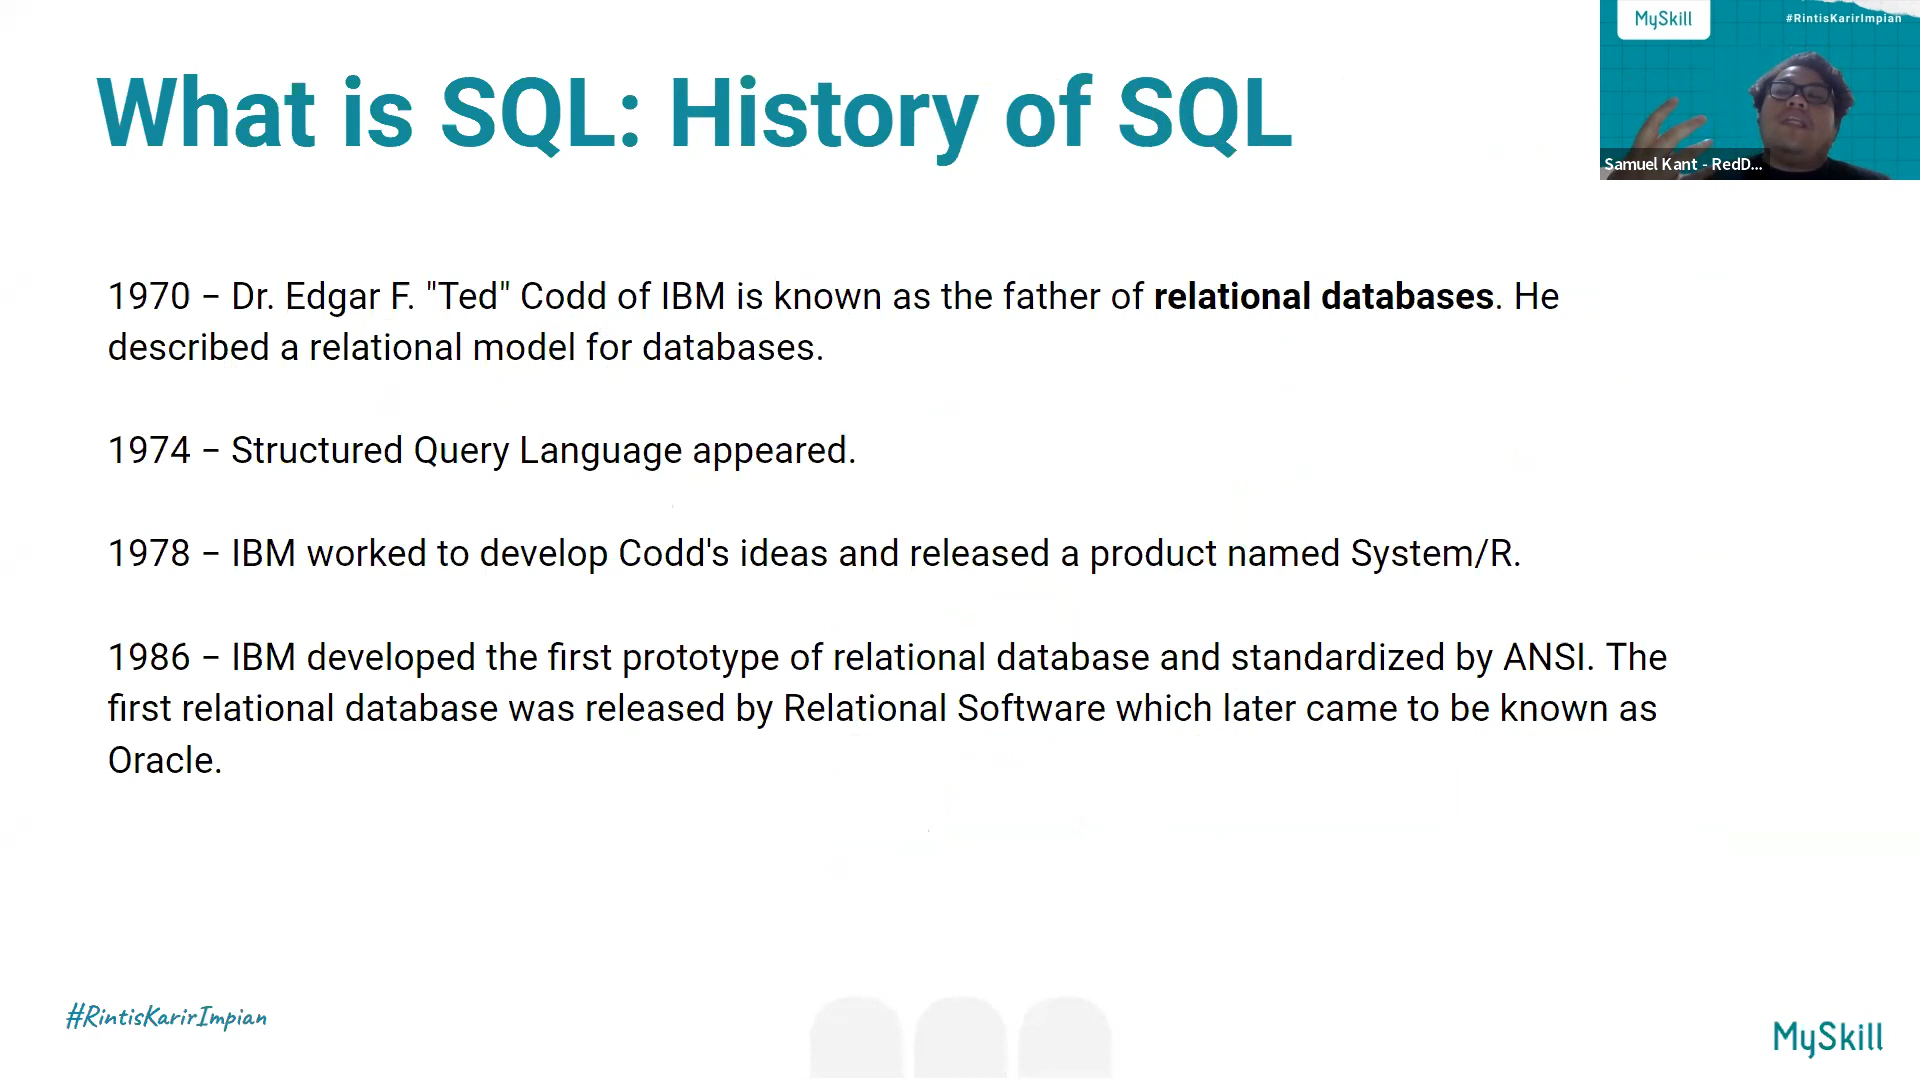 MySkill
#RintisKarirImpian
What is SQL: History of SQL
Samuel Kant - RedD...
1970 – Dr. Edgar F. "Ted" Codd of IBM is known as the father of relational databases. He
described a relational model for databases.
1974 – Structured Query Language appeared.
1978 – IBM worked to develop Codd's ideas and released a product named System/R.
1986 – IBM developed the first prototype of relational database and standardized by ANSI. The
first relational database was released by Relational Software which later came to be known as
Oracle.
#RintisKarirImpian
MySkill